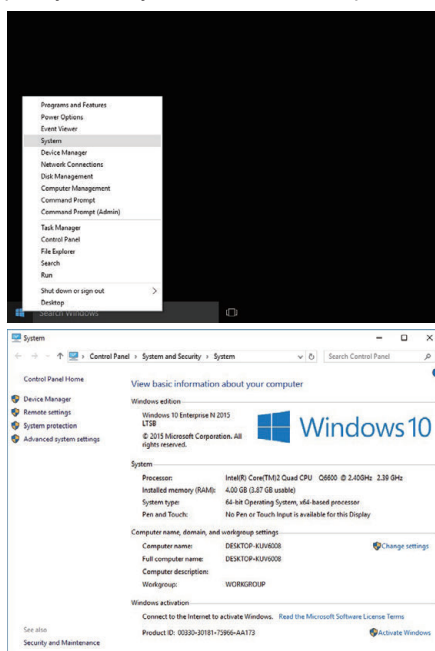 Programs and Features
Power Options
Event Viewer
System
Device Manager
Network Connections
Disk Management
Computer Management
Command Prompt
Command Prompt (Admin)
Task Manager
Control Panel
File Explorer
Search
Run
Shut down or sign out
Desktop
Search Windows
System
Control Panel › System and Security › System
Search Control Panel
Control Panel Home
Device Manager
Remote settings
System protection
Advanced system settings
View basic information about your computer
Windows edition
Windows 10 Enterprise N 2015
LTSB
© 2015 Microsoft Corporation. All
rights reserved.
Windows 10
System
Processor: Intel(R) Core(TM)2 Quad CPU Q6600 @ 2.40GHz 2.39 GHz
Installed memory (RAM): 4.00 GB (3.87 GB usable)
System type: 64-bit Operating System, x64-based processor
Pen and Touch: No Pen or Touch Input is available for this Display
Computer name, domain, and workgroup settings
Computer name: DESKTOP-KUV6008
Change settings
Full computer name: DESKTOP-KUV6008
Computer description:
Workgroup: WORKGROUP
Windows activation
Connect to the Internet to activate Windows. Read the Microsoft Software License Terms
Product ID: 00330-30181-75966-AA173
Activate Windows
See also
Security and Maintenance